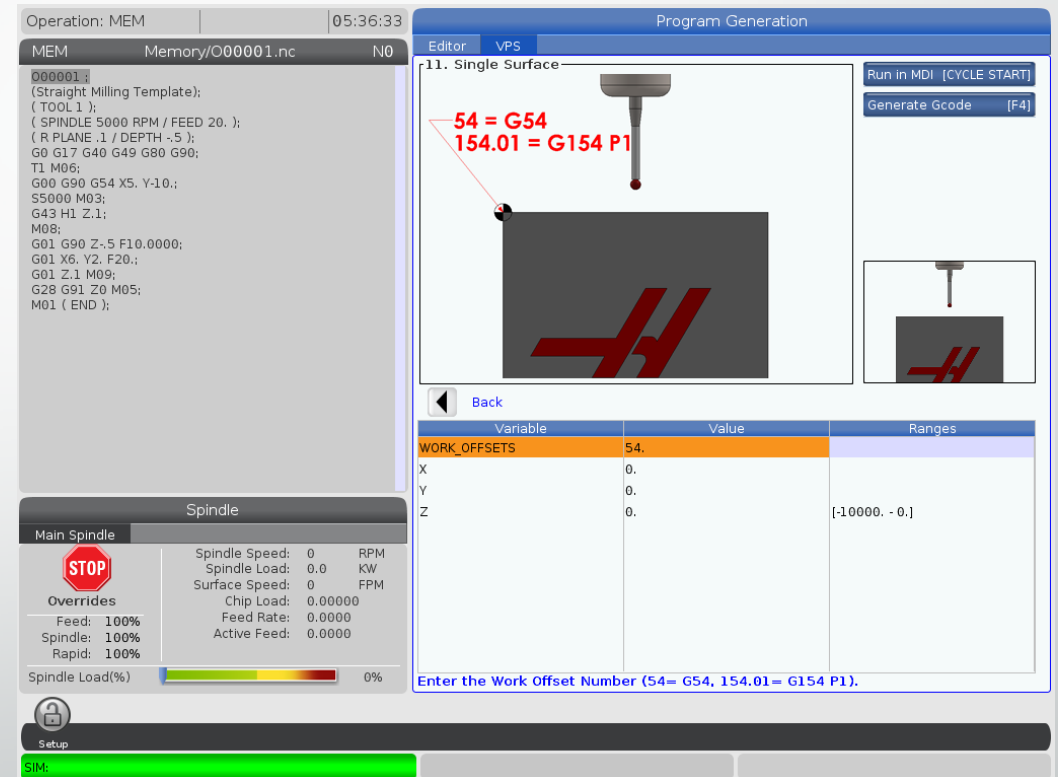 Operation: MEM
05:36:33
MEM Memory/O00001.nc N0
O00001 ;
(Straight Milling Template);
( TOOL 1 );
( SPINDLE 5000 RPM / FEED 20. );
( R PLANE .1 / DEPTH -.5 );
G0 G17 G40 G49 G80 G90;
T1 M06;
G00 G90 G54 X5. Y-10.;
S5000 M03;
G43 H1 Z.1;
M08;
G01 G90 Z-.5 F10.0000;
G01 X6. Y2. F20.;
G01 Z.1 M09;
G28 G91 Z0 M05;
M01 ( END );
Spindle
Main Spindle
STOP
Overrides
Feed: 100%
Spindle: 100%
Rapid: 100%
Spindle Speed: 0 RPM
Spindle Load: 0.0 KW
Surface Speed: 0 FPM
Chip Load: 0.00000
Feed Rate: 0.0000
Active Feed: 0.0000
Spindle Load(%) 0%
Program Generation
Editor VPS
11. Single Surface
54 = G54
154.01 = G154 P1
Run in MDI [CYCLE START]
Generate Gcode [F4]
Back
Variable Value Ranges
WORK_OFFSETS 54.
X 0.
Y 0.
Z 0. [-10000. - 0.]
Enter the Work Offset Number (54= G54, 154.01= G154 P1).
Setup
SIM: